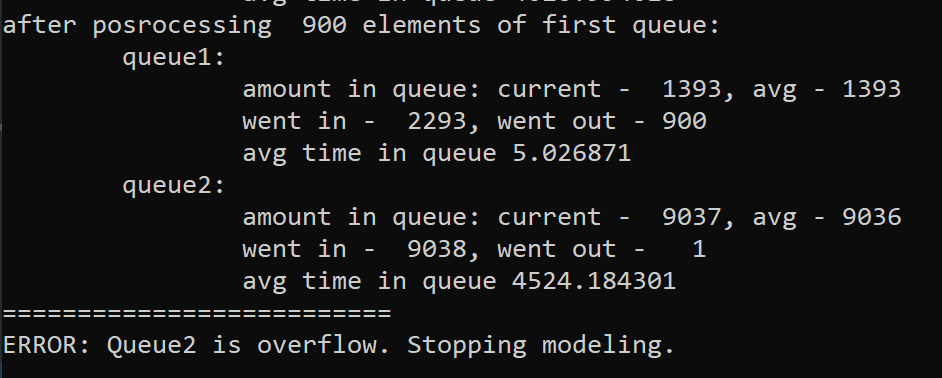 after posrocessing  900 elements of first queue:
        queue1:
                amount in queue: current -  1393, avg - 1393
                went in -  2293, went out - 900
                avg time in queue 5.026871
        queue2:
                amount in queue: current -  9037, avg - 9036
                went in -  9038, went out -   1
                avg time in queue 4524.184301
==========================
ERROR: Queue2 is overflow. Stopping modeling.